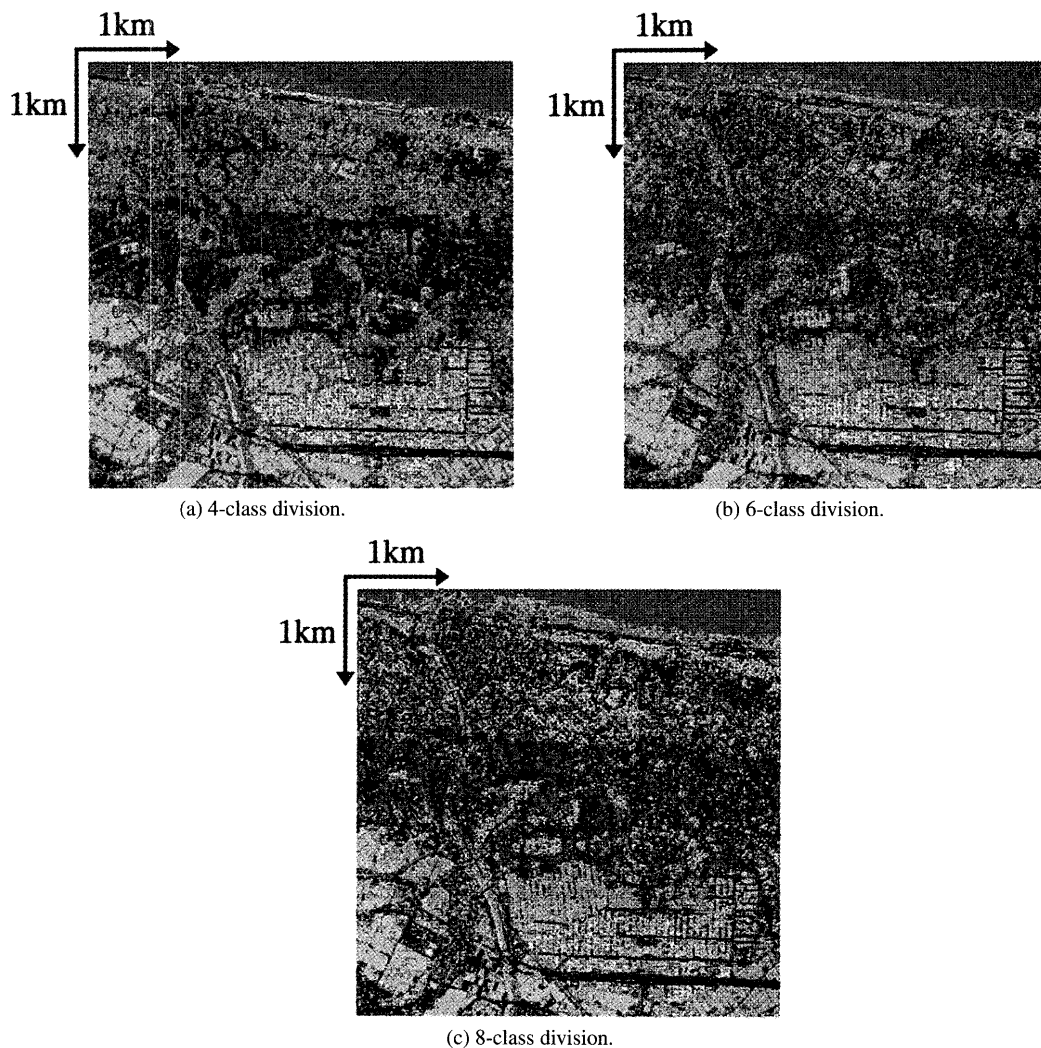 1km
1km
1km
1km
(a) 4-class division.
(b) 6-class division.
1km
1km
(c) 8-class division.